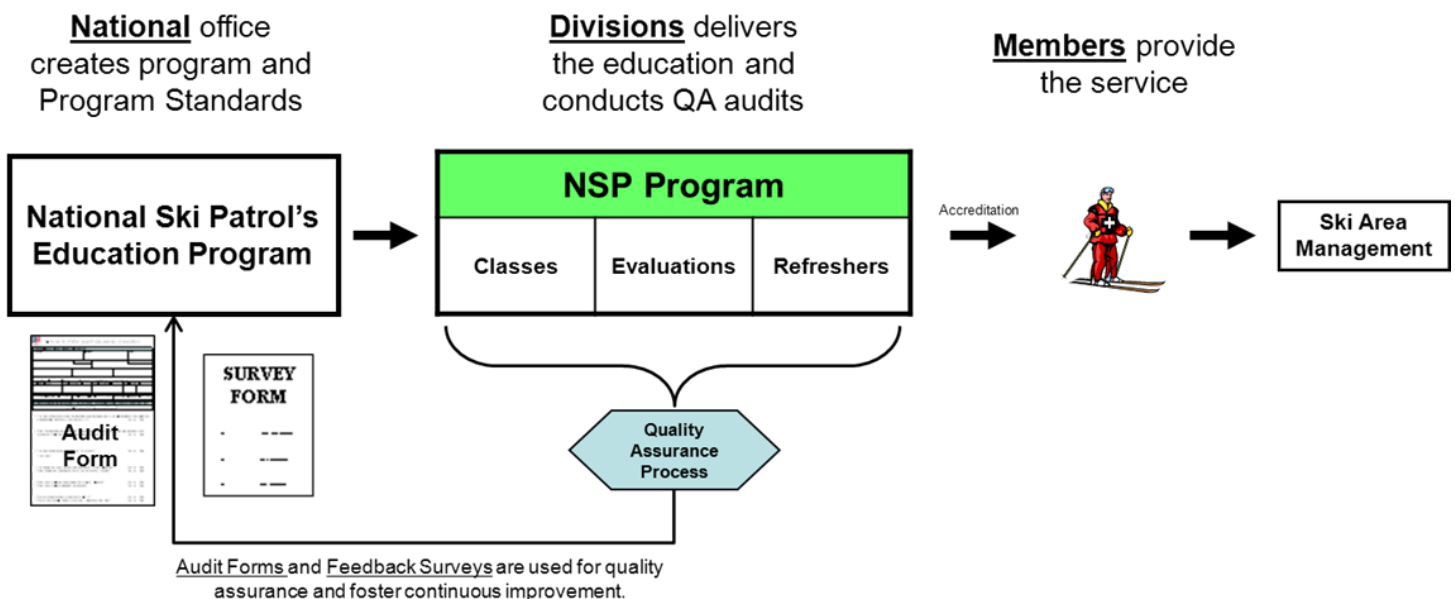 National office
creates program and
Program Standards
Divisions delivers
the education and
conducts QA audits
Members provide
the service
National Ski Patrol's
Education Program
NSP Program
Classes
Evaluations
Refreshers
Accreditation
Ski Area
Management
Audit
Form
SURVEY
FORM
Quality
Assurance
Process
Audit Forms and Feedback Surveys are used for quality
assurance and foster continuous improvement.